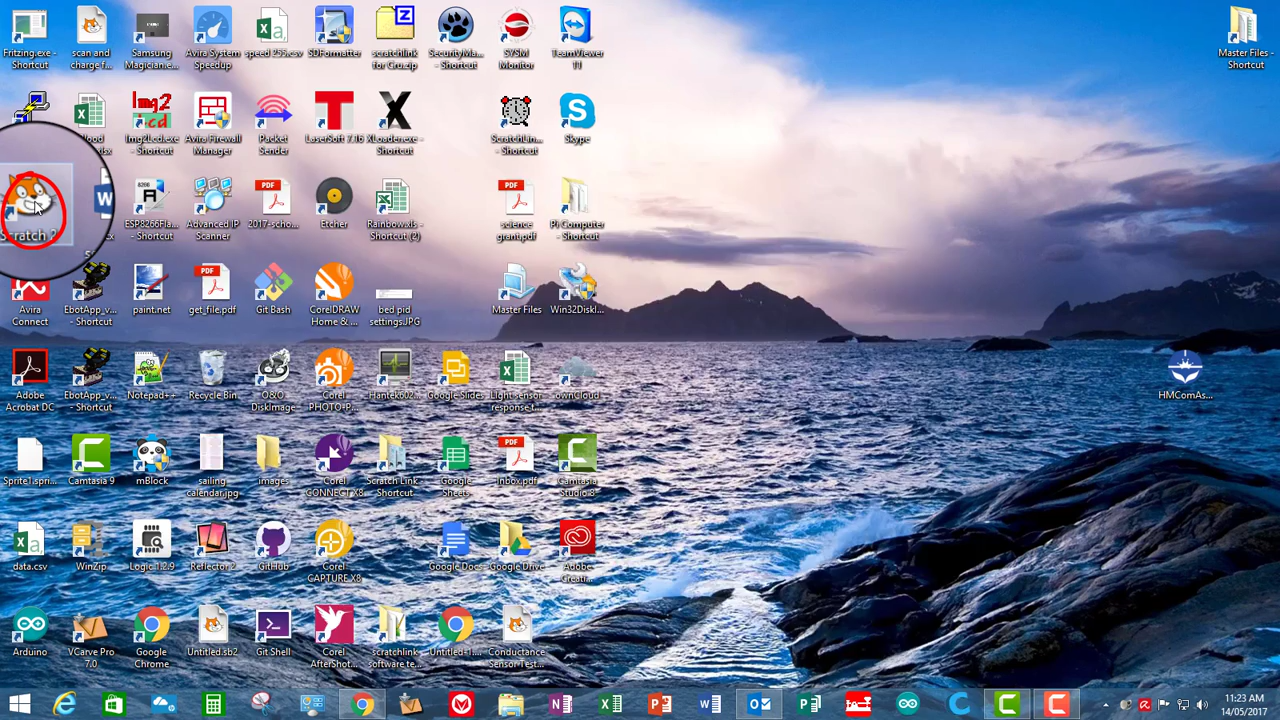 Fritzing.exe -
Shortcut
scan and
charge f...
Samsung
Magician.e...
Avira System
Speedup
speed 255.csv
SDFormatter
scratchlink
for Cru.zip
SecurityMa...
- Shortcut
SYSM
Monitor
TeamViewer
11
Master Files -
Shortcut
Img2Lcd.exe
- Shortcut
Avira Firewall
Manager
Packet
Sender
LaserSoft 7.16
XLoader.exe -
Shortcut
ScratchLin...
- Shortcut
Skype
Scratch 2
ESP8266Fla...
- Shortcut
Advanced IP
Scanner
2017-scho...
Etcher
Rainbow.xls -
Shortcut (2)
science
grant.pdf
Pi Computer -
Shortcut
Avira
Connect
EbotApp_v...
- Shortcut
paint.net
get_file.pdf
Git Bash
CorelDRAW
Home & ...
bed pid
settings.JPG
Master Files
Win32DiskI...
Adobe
Acrobat DC
EbotApp_v...
- Shortcut
Notepad++
Recycle Bin
O&O
DiskImage
Corel
PHOTO-P...
Hantek602...
Google Slides
Light sensor
response t...
ownCloud
HMComAs...
Sprite1.spri...
Camtasia 9
mBlock
sailing
calendar.jpg
images
Corel
CONNECT X8
Scratch Link -
Shortcut
Google
Sheets
Inbox.pdf
Camtasia
Studio 8
data.csv
WinZip
Logic 1.2.9
Reflector 2
GitHub
Corel
CAPTURE X8
Google Docs
Google Drive
Adobe
Creati...
Arduino
VCarve Pro
7.0
Google
Chrome
Untitled.sb2
Git Shell
Corel
AfterShot...
scratchlink
software te...
Untitled-1....
Conductance
Sensor Test...
11:23 AM
14/05/2017